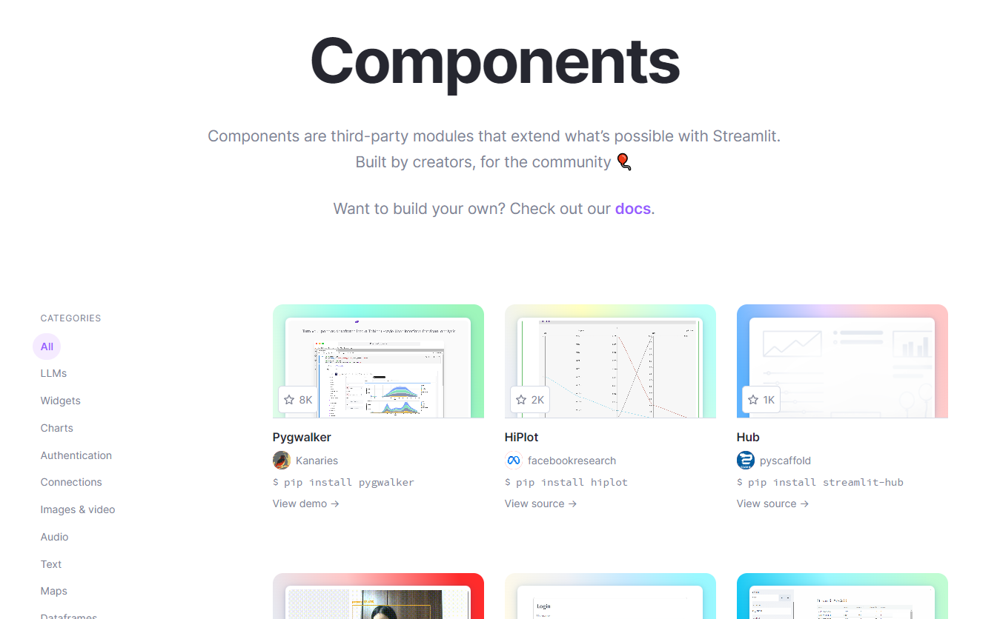 Components
Components are third-party modules that extend what’s possible with Streamlit.
Built by creators, for the community 🎈
Want to build your own? Check out our docs.
CATEGORIES
All
LLMs
Widgets
Charts
Authentication
Connections
Images & video
Audio
Text
Maps
Dataframes
8K
Pygwalker
Kanaries
$ pip install pygwalker
View demo →
2K
HiPlot
facebookresearch
$ pip install hiplot
View source →
1K
Hub
pyscaffold
$ pip install streamlit-hub
View source →
Login